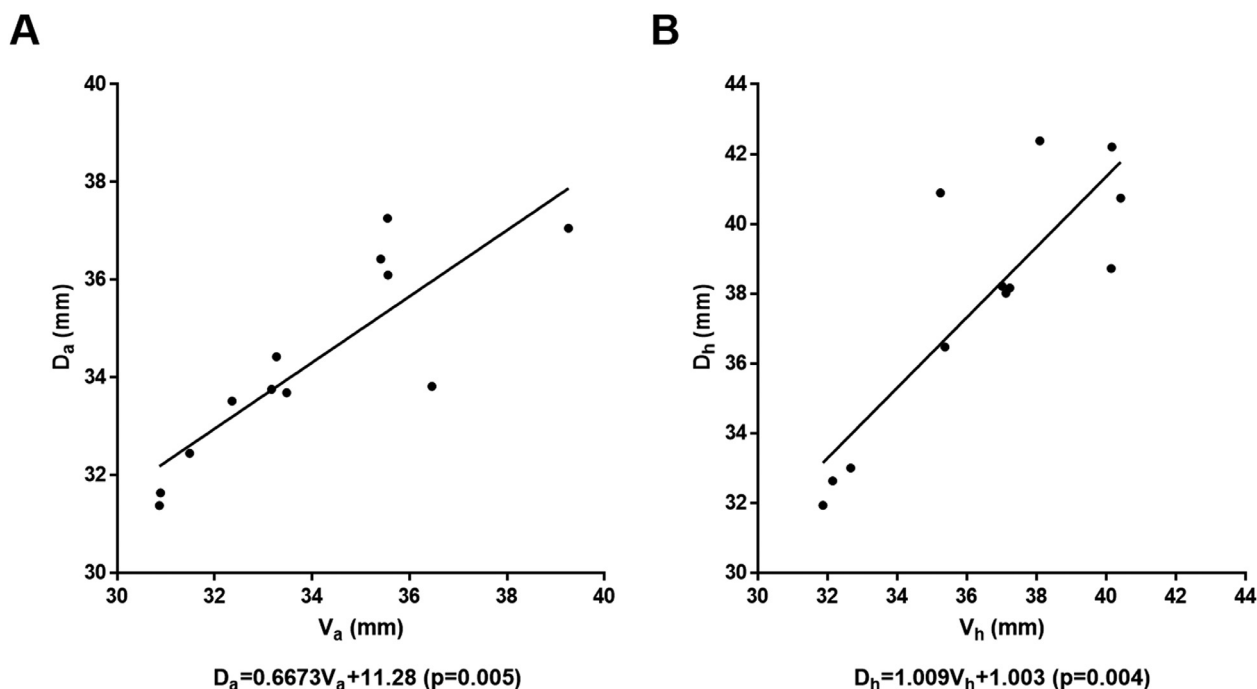 A
B
40
38
36
34
32
30
Dₐ (mm)
30 32 34 36 38 40
Vₐ (mm)
Dₐ=0.6673Vₐ+11.28 (p=0.005)
44
42
40
38
36
34
32
30
Dₕ (mm)
30 32 34 36 38 40 42 44
Vₕ (mm)
Dₕ=1.009Vₕ+1.003 (p=0.004)